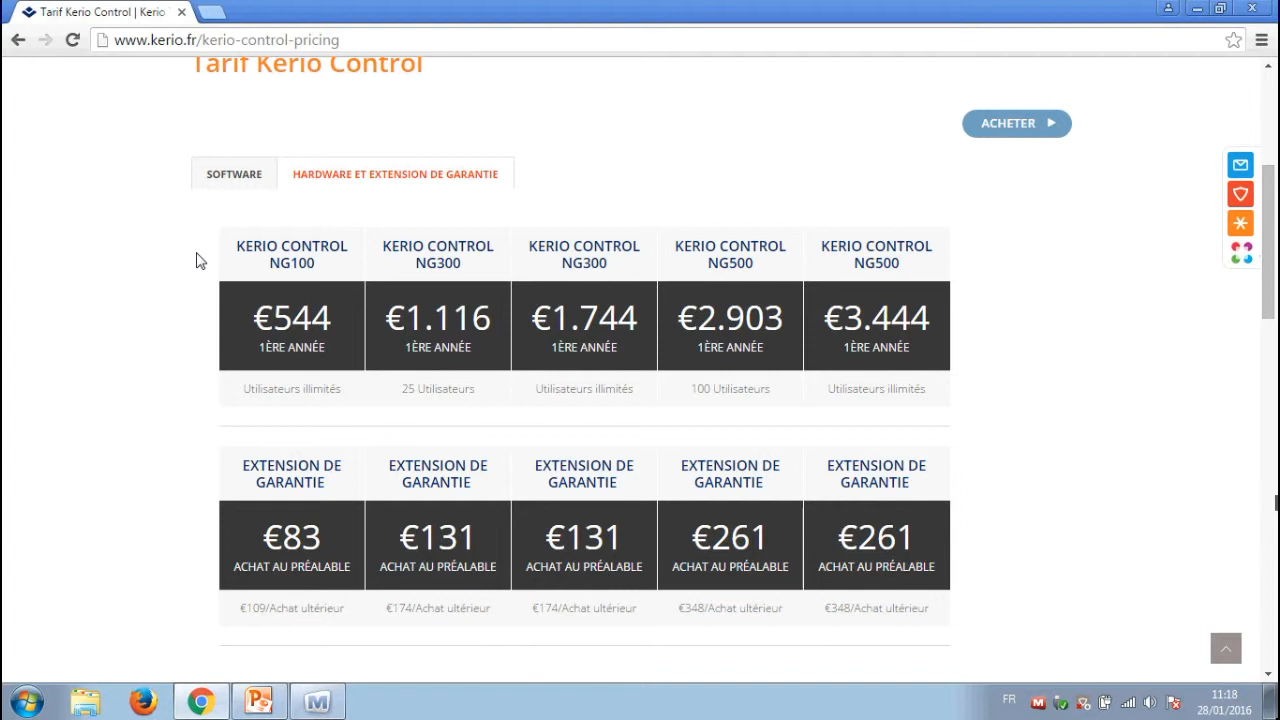 Tarif Kerio Control | Kerio
www.kerio.fr/kerio-control-pricing
Tarif Kerio Control
ACHETER
SOFTWARE
HARDWARE ET EXTENSION DE GARANTIE
KERIO CONTROL NG100
KERIO CONTROL NG300
KERIO CONTROL NG300
KERIO CONTROL NG500
KERIO CONTROL NG500
€544
€1.116
€1.744
€2.903
€3.444
1ÈRE ANNÉE
1ÈRE ANNÉE
1ÈRE ANNÉE
1ÈRE ANNÉE
1ÈRE ANNÉE
Utilisateurs illimités
25 Utilisateurs
Utilisateurs illimités
100 Utilisateurs
Utilisateurs illimités
EXTENSION DE GARANTIE
EXTENSION DE GARANTIE
EXTENSION DE GARANTIE
EXTENSION DE GARANTIE
EXTENSION DE GARANTIE
€83
€131
€131
€261
€261
ACHAT AU PRÉALABLE
ACHAT AU PRÉALABLE
ACHAT AU PRÉALABLE
ACHAT AU PRÉALABLE
ACHAT AU PRÉALABLE
€109/Achat ultérieur
€174/Achat ultérieur
€174/Achat ultérieur
€348/Achat ultérieur
€348/Achat ultérieur
FR
11:18
28/01/2016